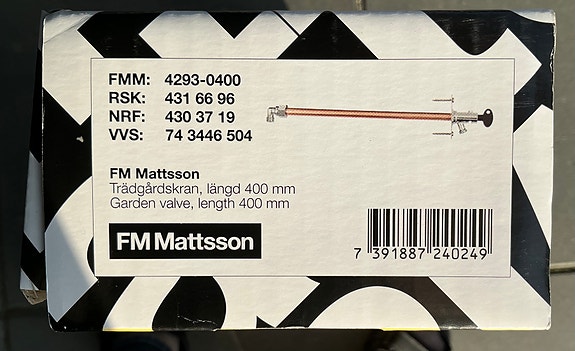 FMM: 4293-0400
RSK: 431 66 96
NRF: 430 37 19
VVS: 74 3446 504
FM Mattsson
Trädgårdskran, längd 400 mm
Garden valve, length 400 mm
FM Mattsson
7 391887 240249